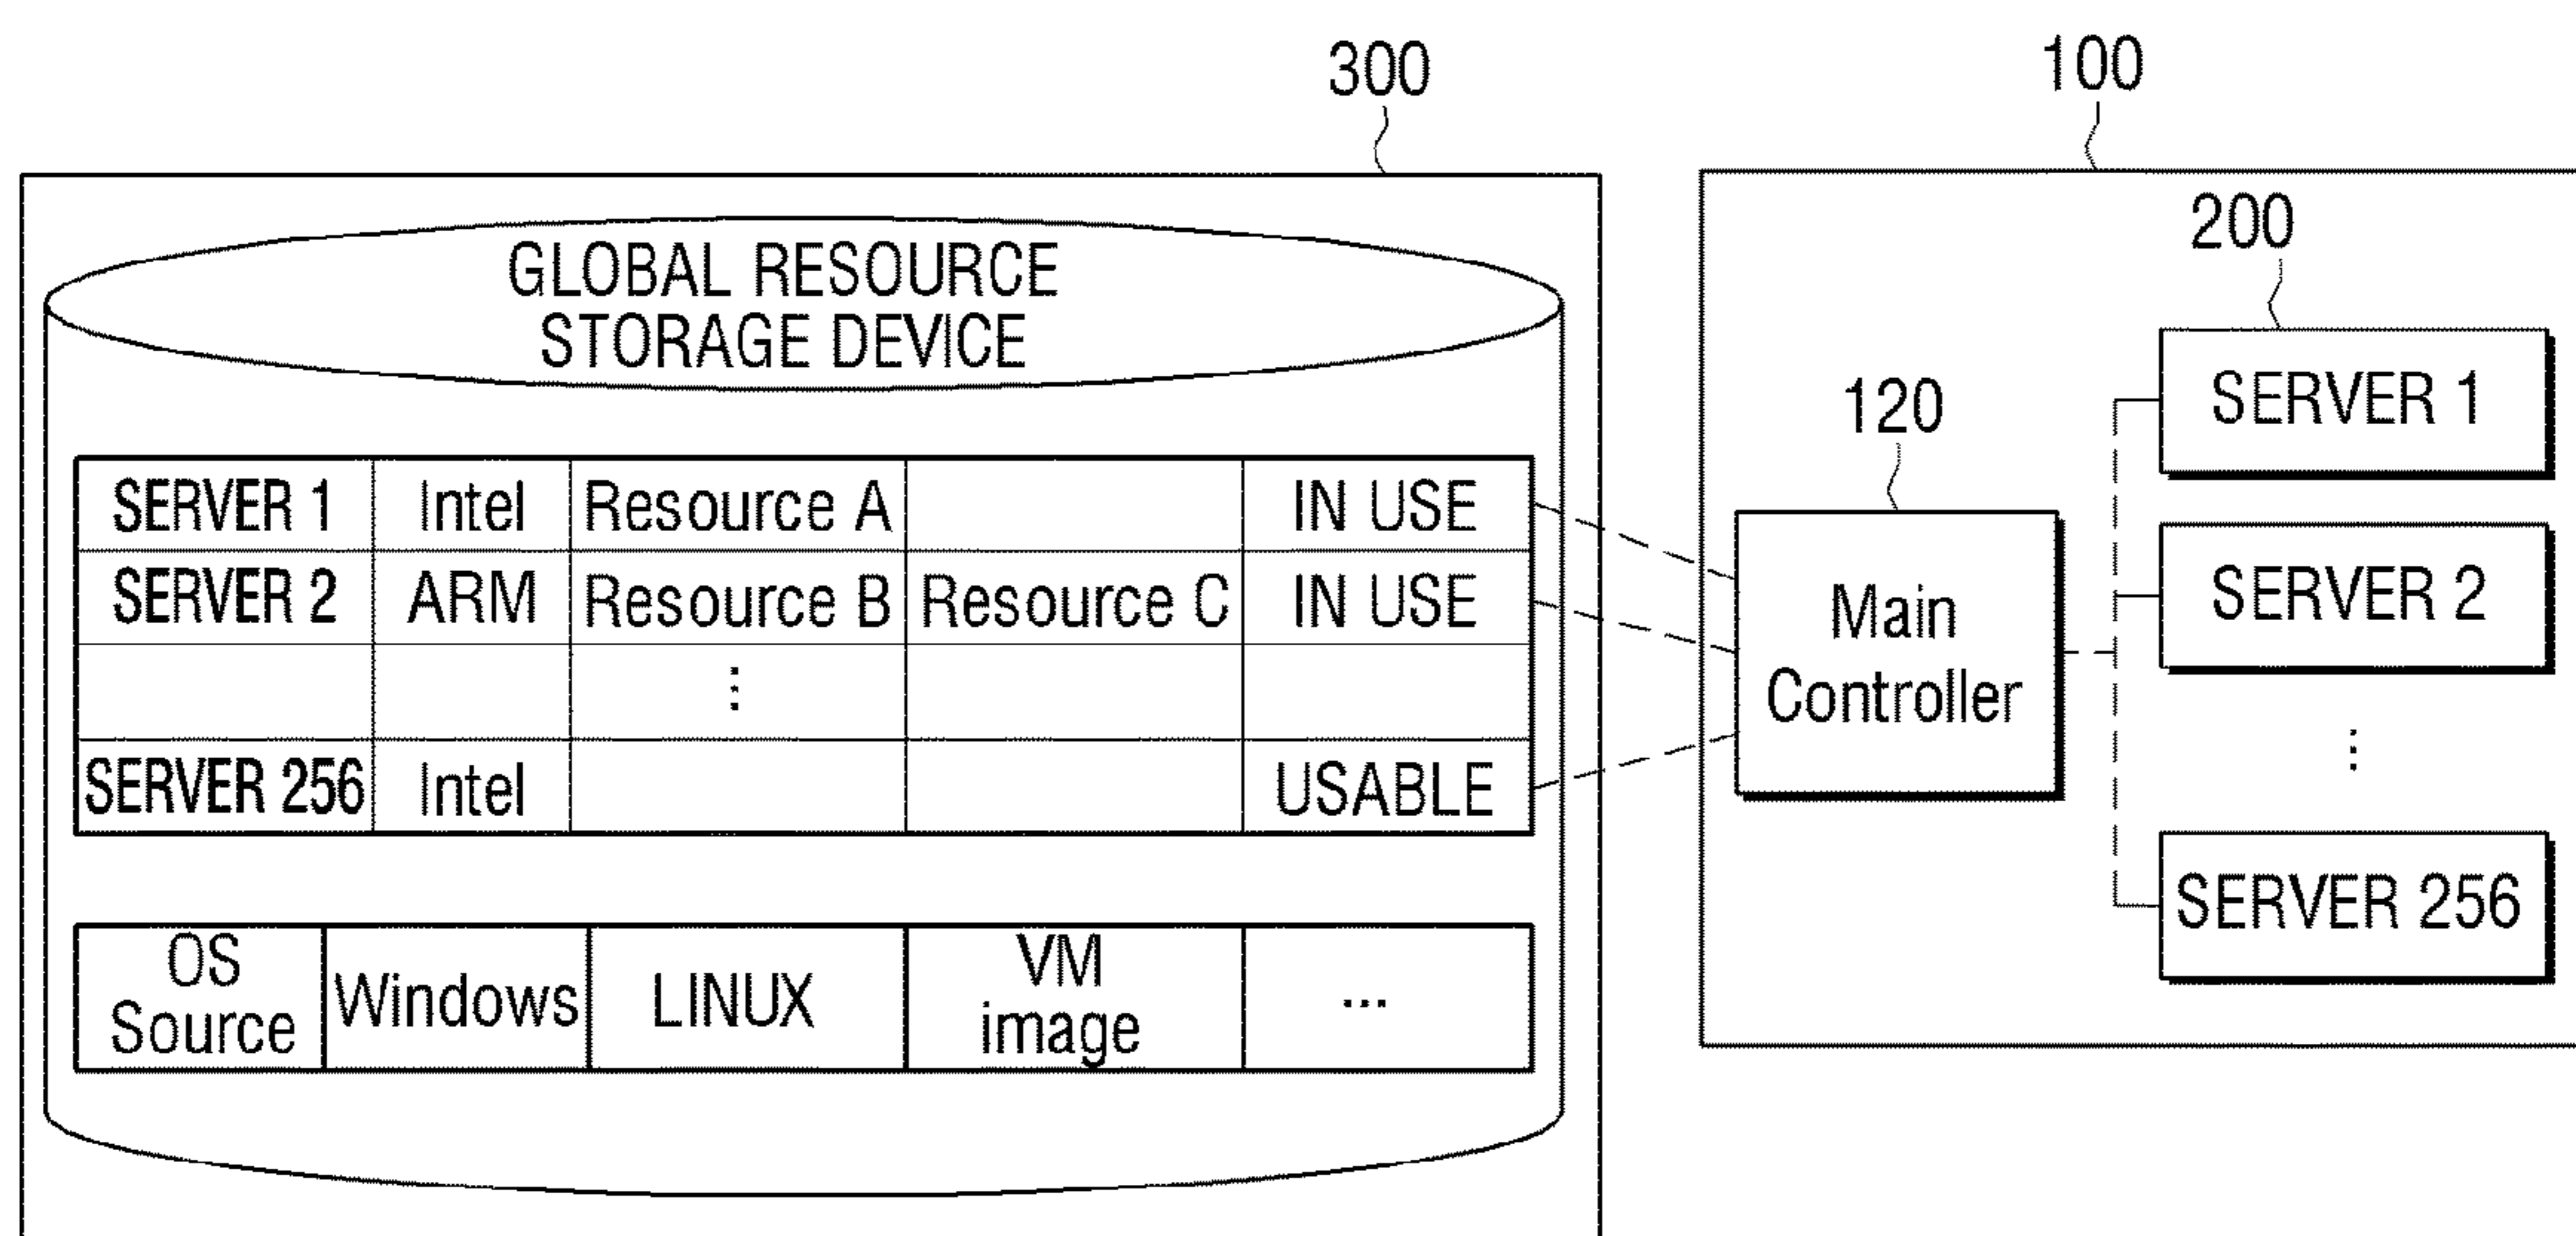 300
100
GLOBAL RESOURCE
STORAGE DEVICE
SERVER 1 Intel Resource A IN USE
SERVER 2 ARM Resource B Resource C IN USE
⋮
SERVER 256 Intel USABLE
OS
Source
Windows
LINUX
VM
image
...
120
Main
Controller
200
SERVER 1
SERVER 2
⋮
SERVER 256